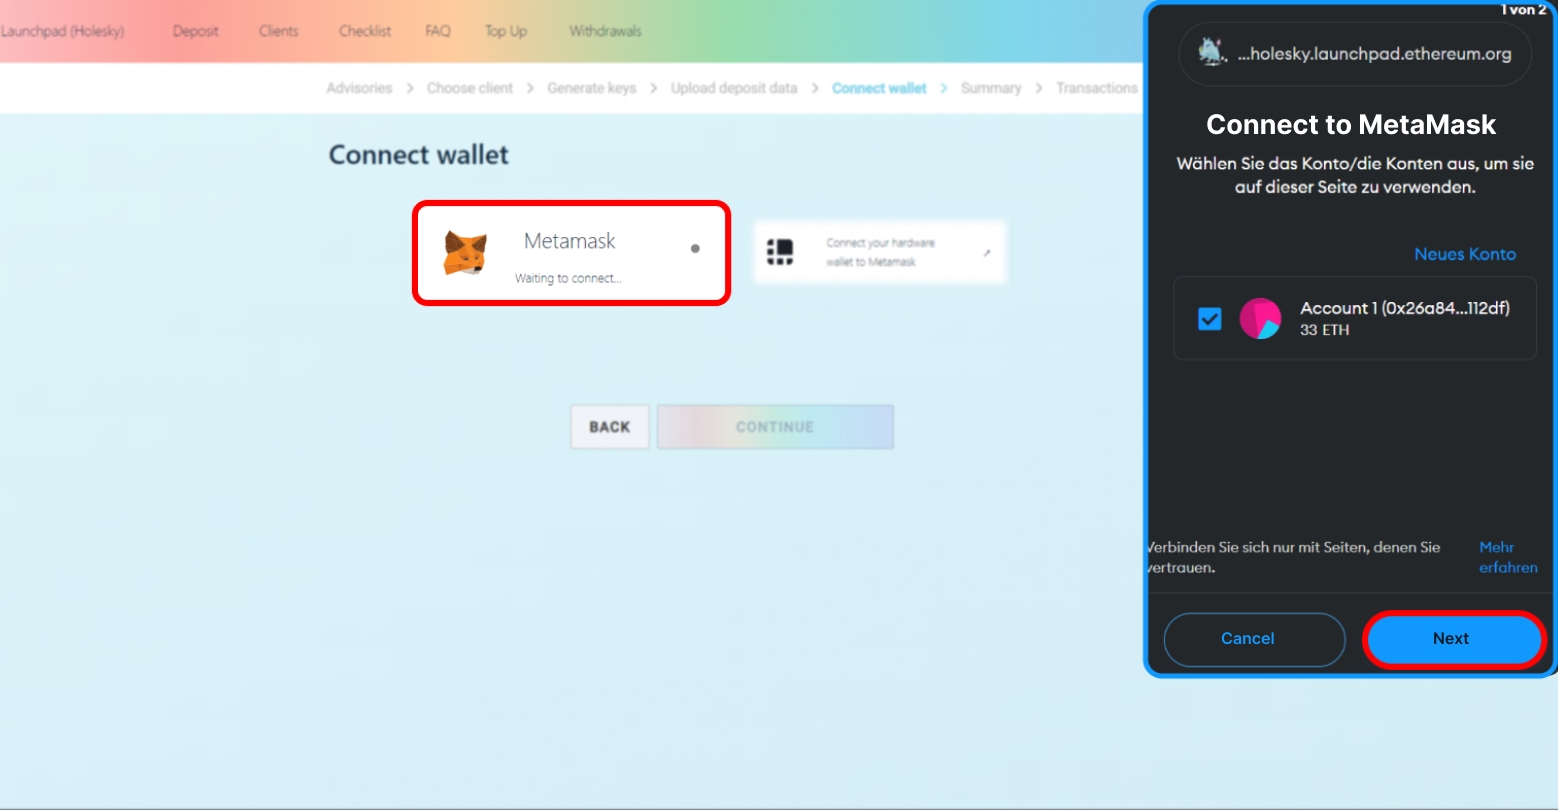 Launchpad (Holesky) Deposit Clients Checklist FAQ Top Up Withdrawals
Advisories > Choose client > Generate keys > Upload deposit data > Connect wallet > Summary > Transactions
Connect wallet
Metamask
Waiting to connect...
Connect your hardware
wallet to Metamask
BACK
CONTINUE
1 von 2
...holesky.launchpad.ethereum.org
Connect to MetaMask
Wählen Sie das Konto/die Konten aus, um sie
auf dieser Seite zu verwenden.
Neues Konto
Account 1 (0x26a84...112df)
33 ETH
Verbinden Sie sich nur mit Seiten, denen Sie
vertrauen.
Mehr
erfahren
Cancel
Next